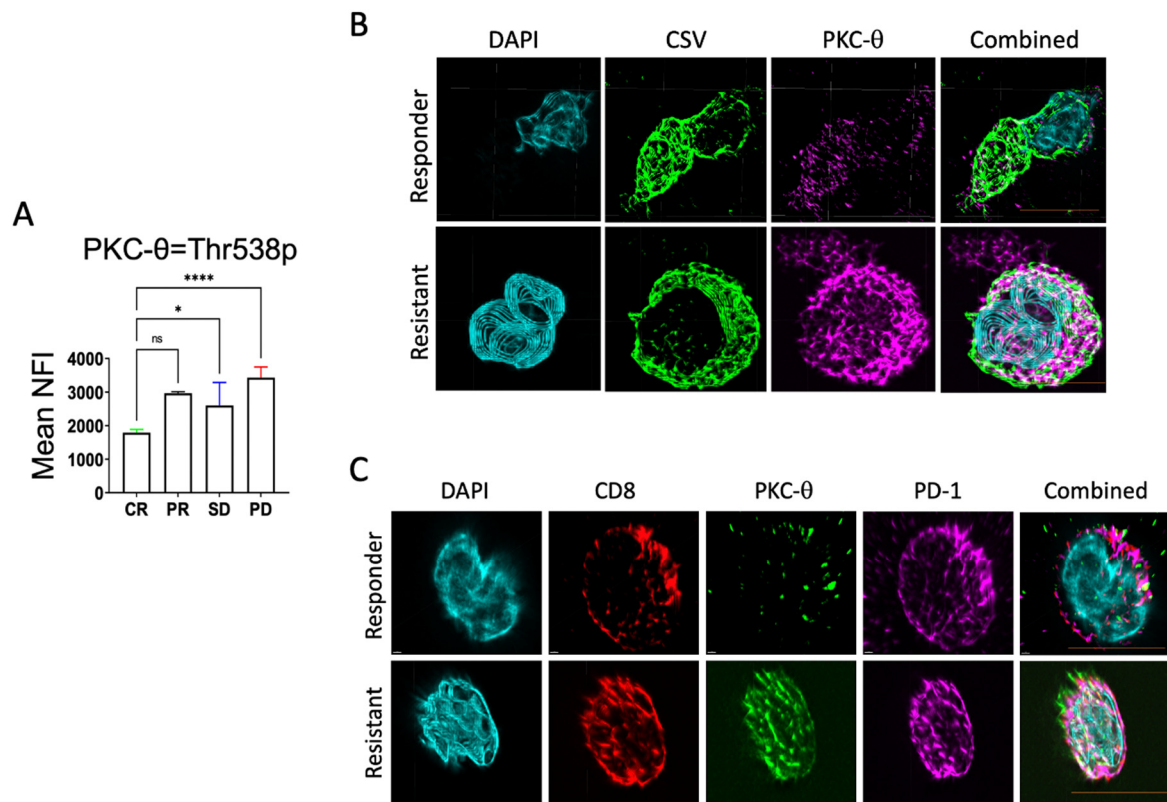 A
PKC-θ=Thr538p
****
*
ns
Mean NFI
4000
3000
2000
1000
0
CR PR SD PD
B
DAPI CSV PKC-θ Combined
Responder
Resistant
C
DAPI CD8 PKC-θ PD-1 Combined
Responder
Resistant